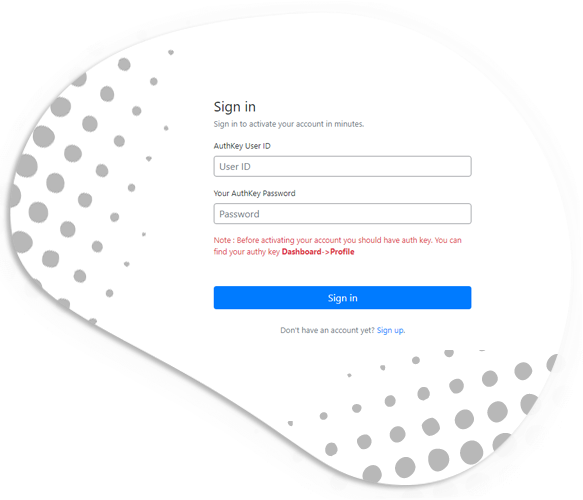 Sign in
Sign in to activate your account in minutes.
AuthKey User ID
User ID
Your AuthKey Password
Password
Note : Before activating your account you should have auth key. You can
find your authy key Dashboard->Profile
Sign in
Don't have an account yet? Sign up.